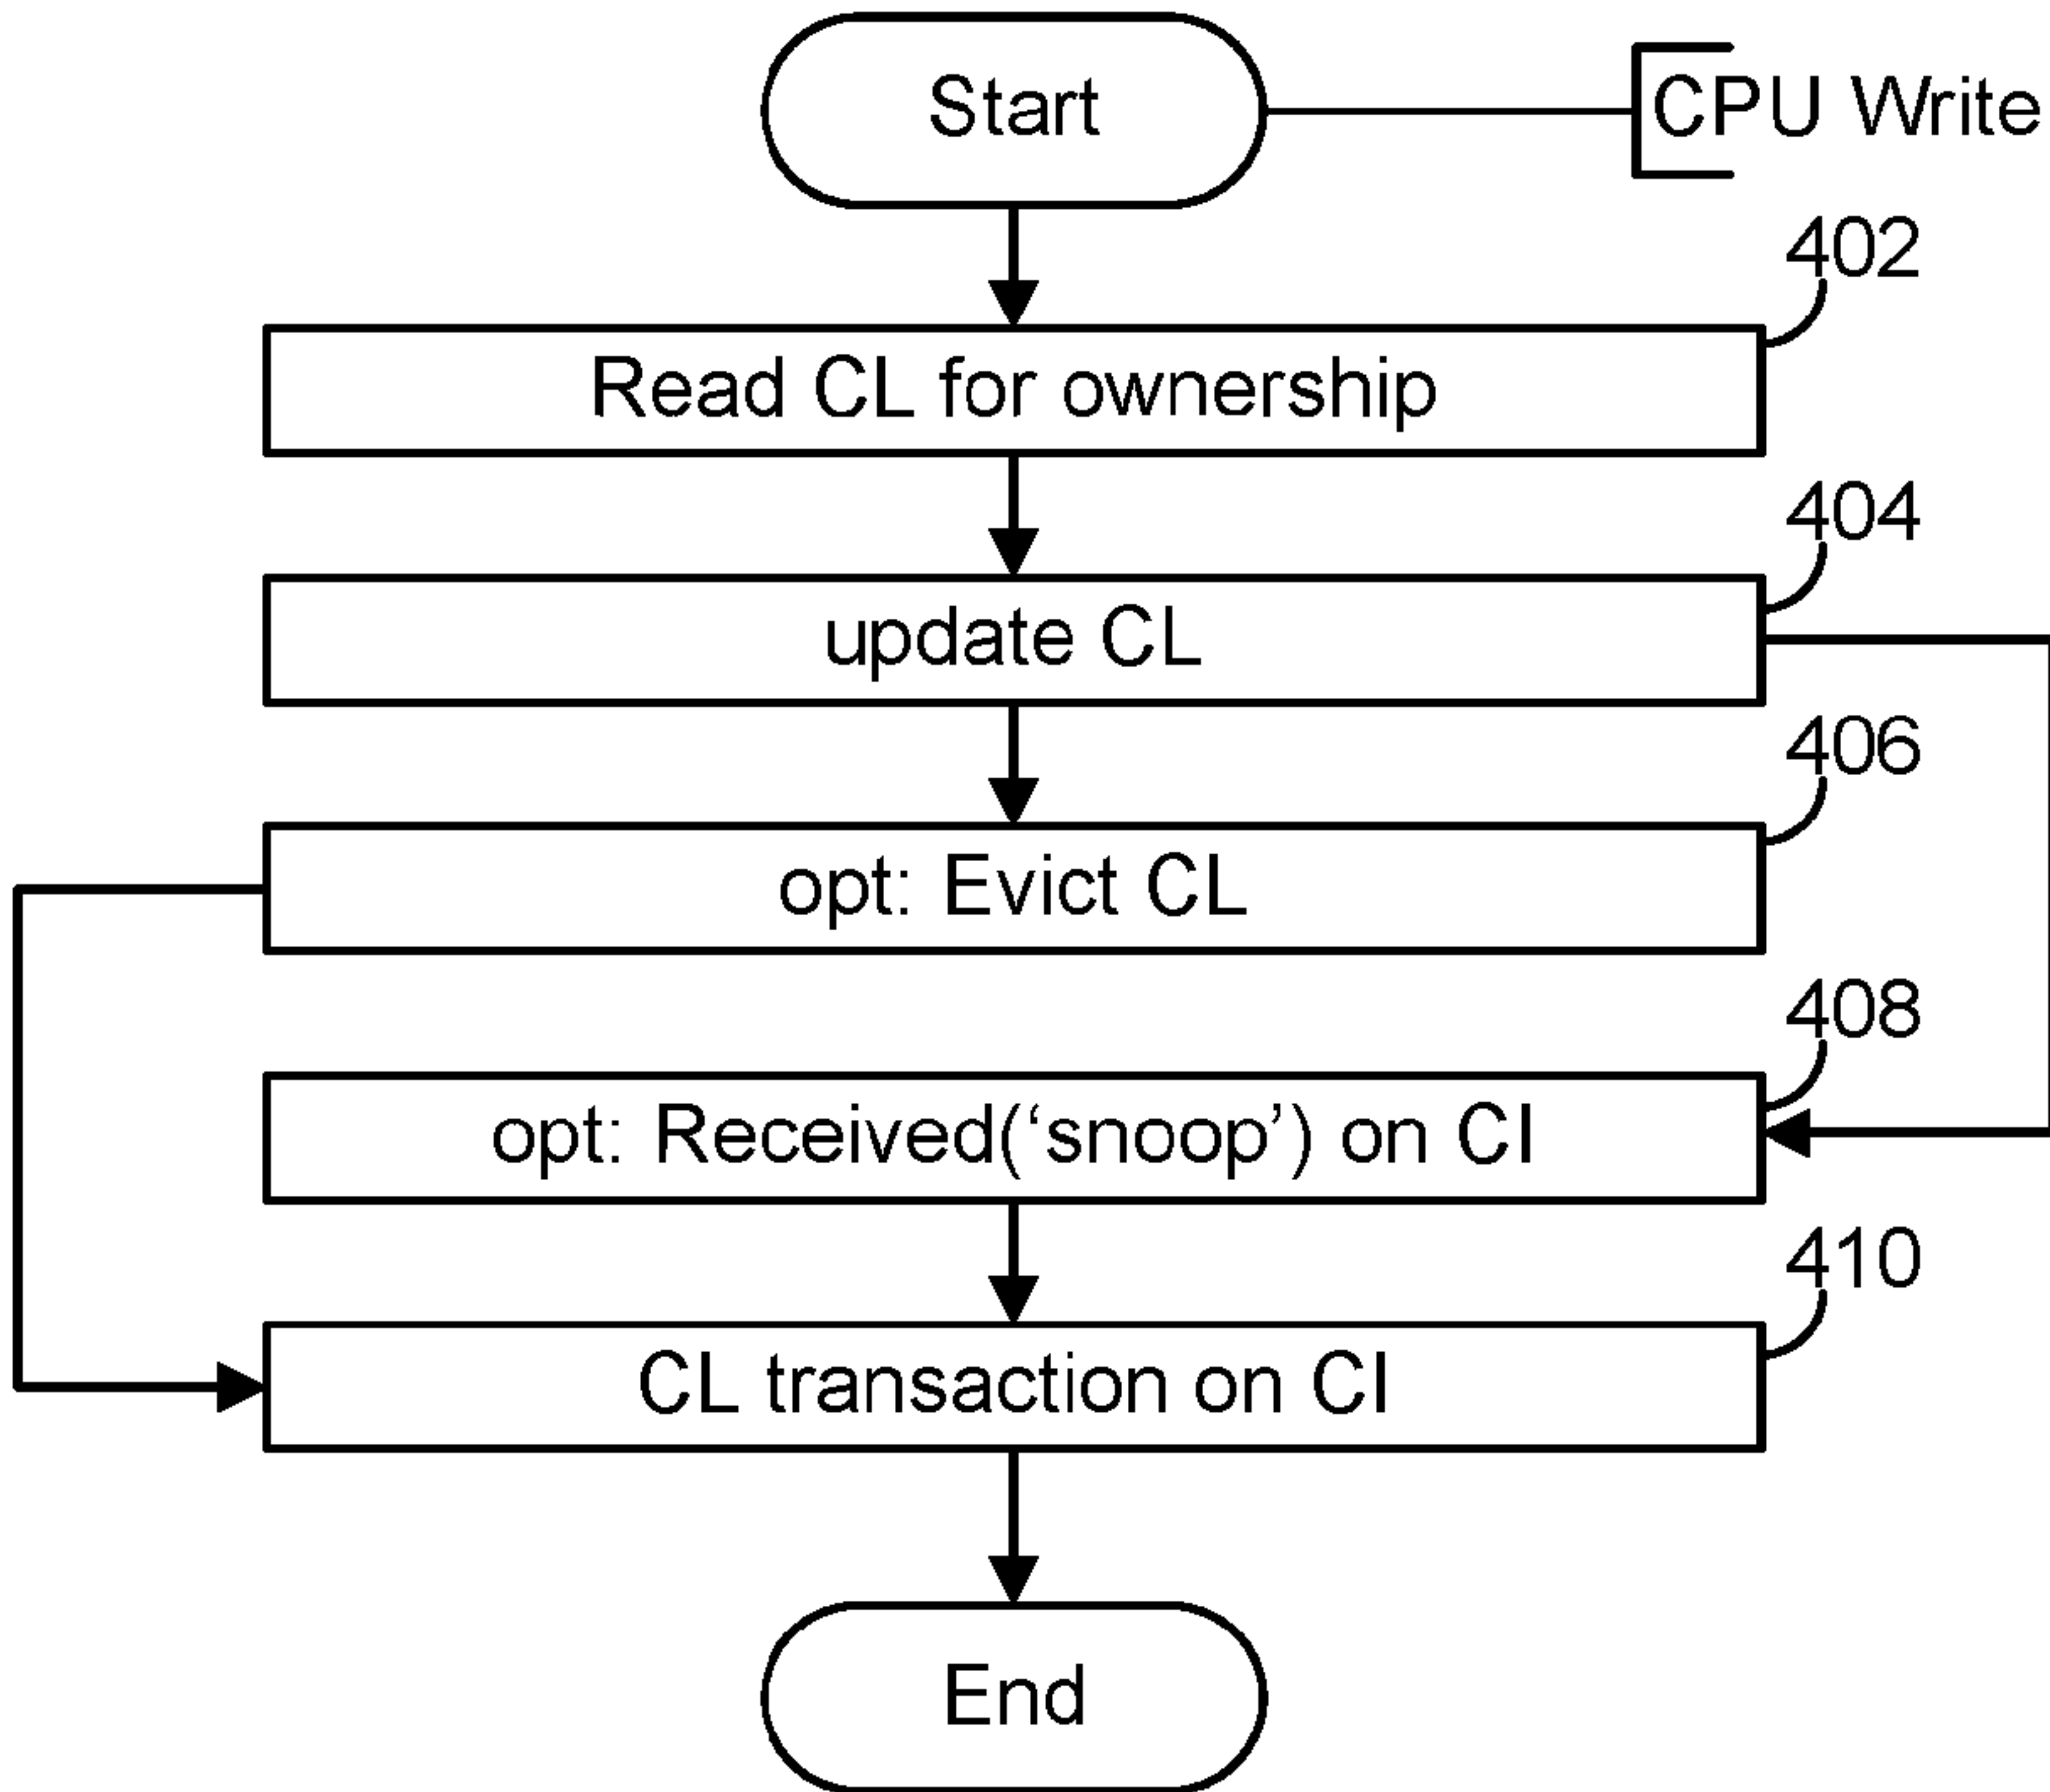 Start
CPU Write
402
Read CL for ownership
404
update CL
406
opt: Evict CL
408
opt: Received(‘snoop’) on CI
410
CL transaction on CI
End